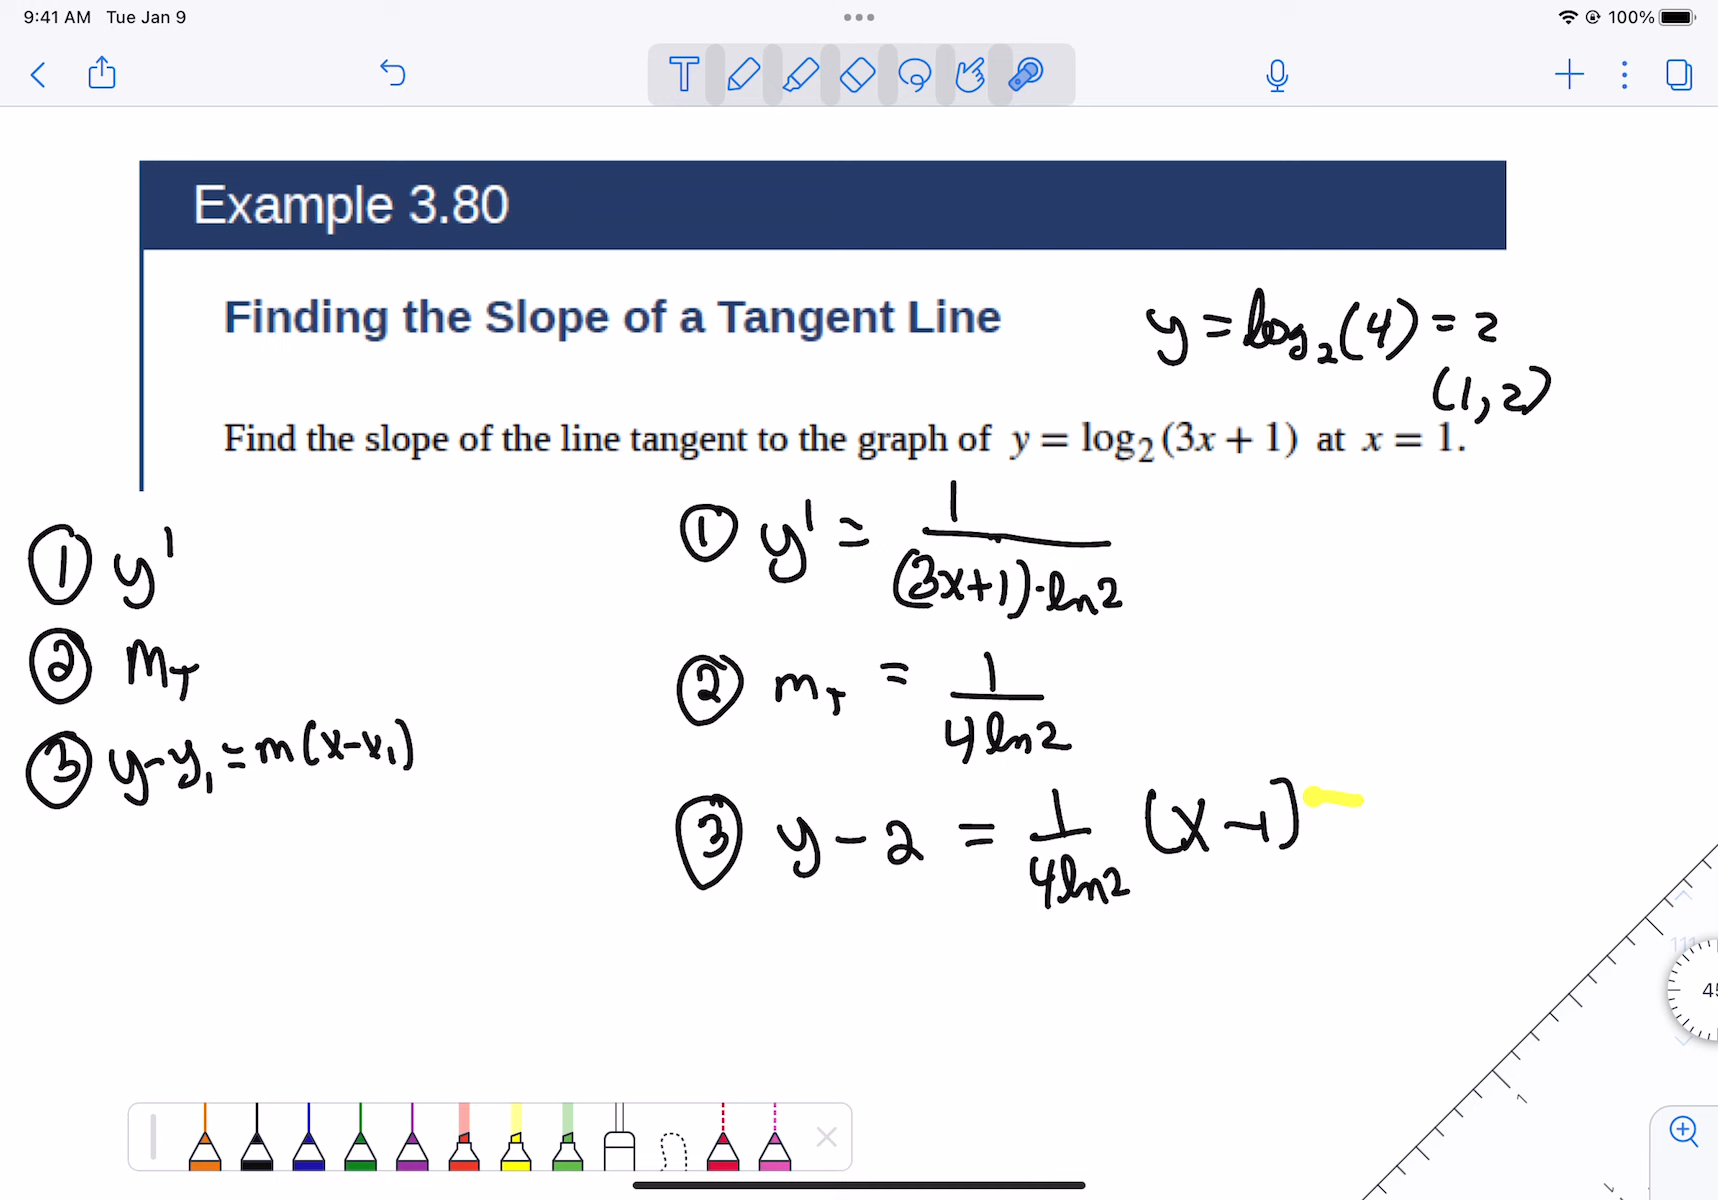 9:41 AM Tue Jan 9
100%
Example 3.80
Finding the Slope of a Tangent Line
y = log₂(4) = 2
(1, 2)
Find the slope of the line tangent to the graph of y = log₂(3x + 1) at x = 1.
① y'
② m_T
③ y-y₁ = m(x-x₁)
① y' = 1/((3x+1)·ln2)
② m_T = 1/(4ln2)
③ y - 2 = 1/(4ln2) (x - 1)
111
45
1